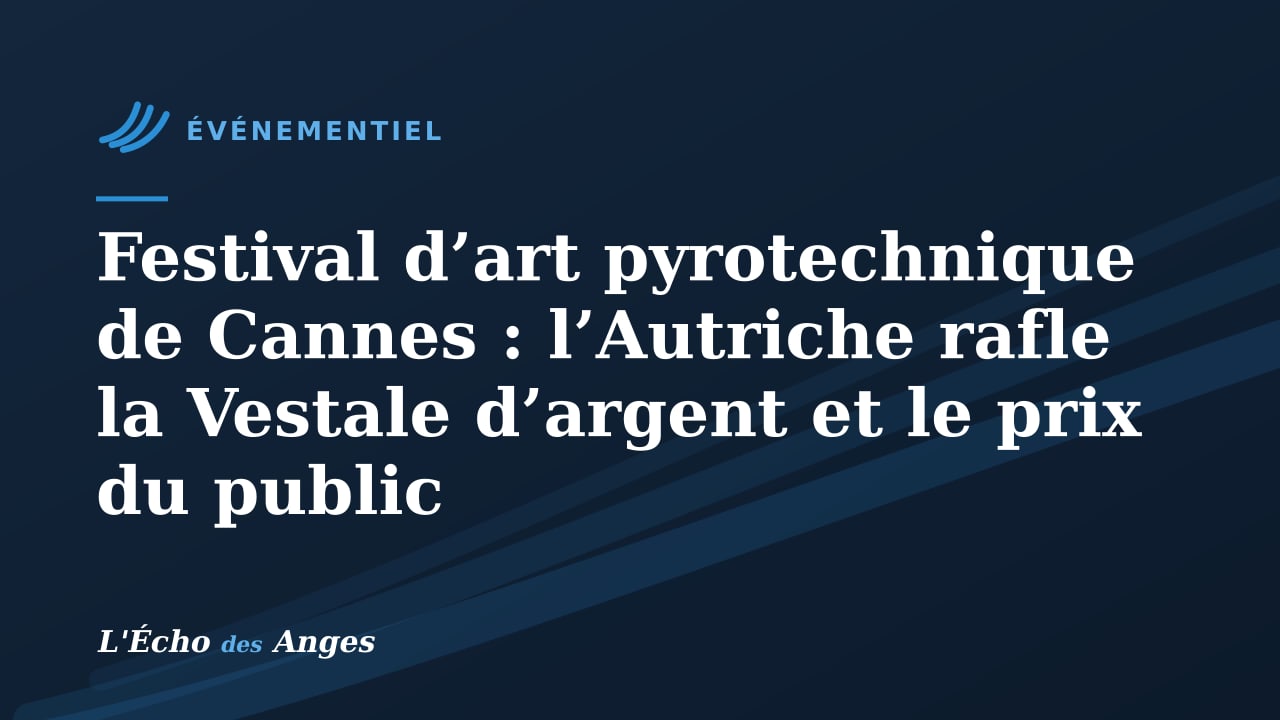 ÉVÉNEMENTIEL
Festival d’art pyrotechnique
de Cannes : l’Autriche rafle
la Vestale d’argent et le prix
du public
L'Écho des Anges